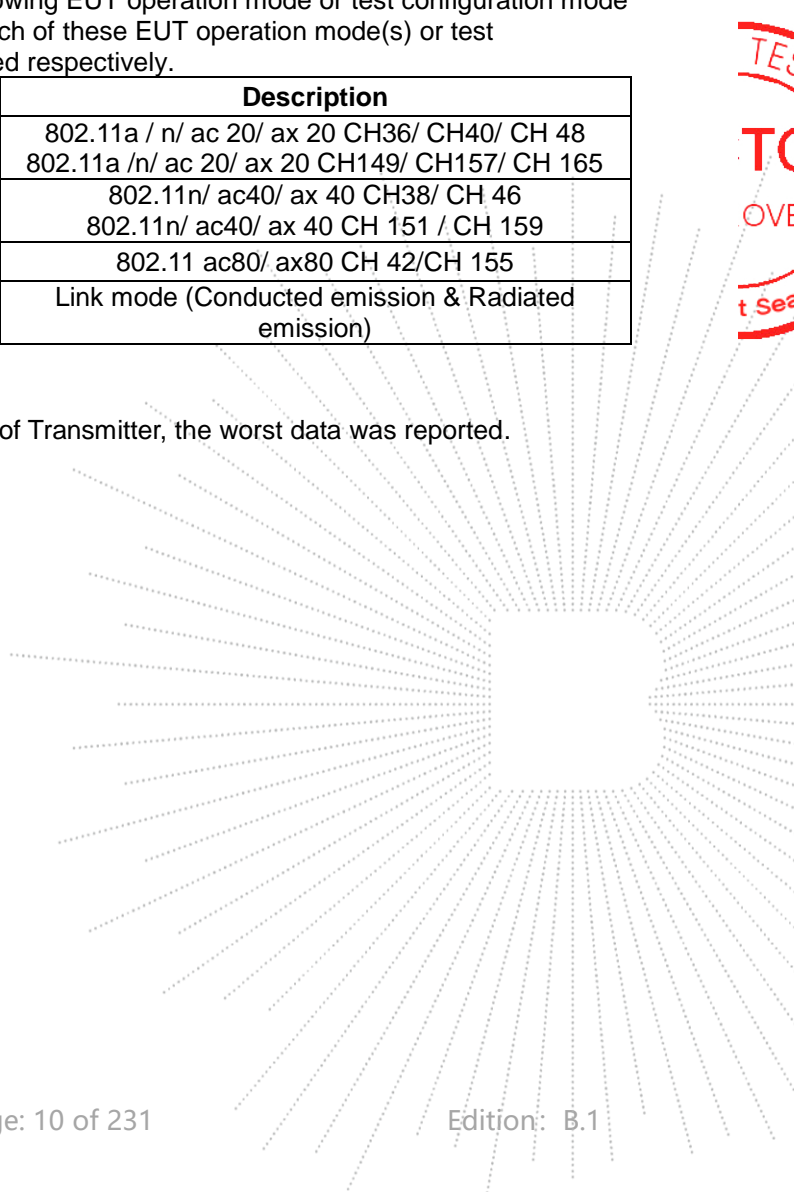 owing EUT operation mode or test configuration mode
ch of these EUT operation mode(s) or test
ed respectively.
Description
802.11a / n/ ac 20/ ax 20 CH36/ CH40/ CH 48
802.11a /n/ ac 20/ ax 20 CH149/ CH157/ CH 165
802.11n/ ac40/ ax 40 CH38/ CH 46
802.11n/ ac40/ ax 40 CH 151 / CH 159
802.11 ac80/ ax80 CH 42/CH 155
Link mode (Conducted emission & Radiated
emission)
of Transmitter, the worst data was reported.
TES
TO
OVE
t Sea
ge: 10 of 231
Edition: B.1